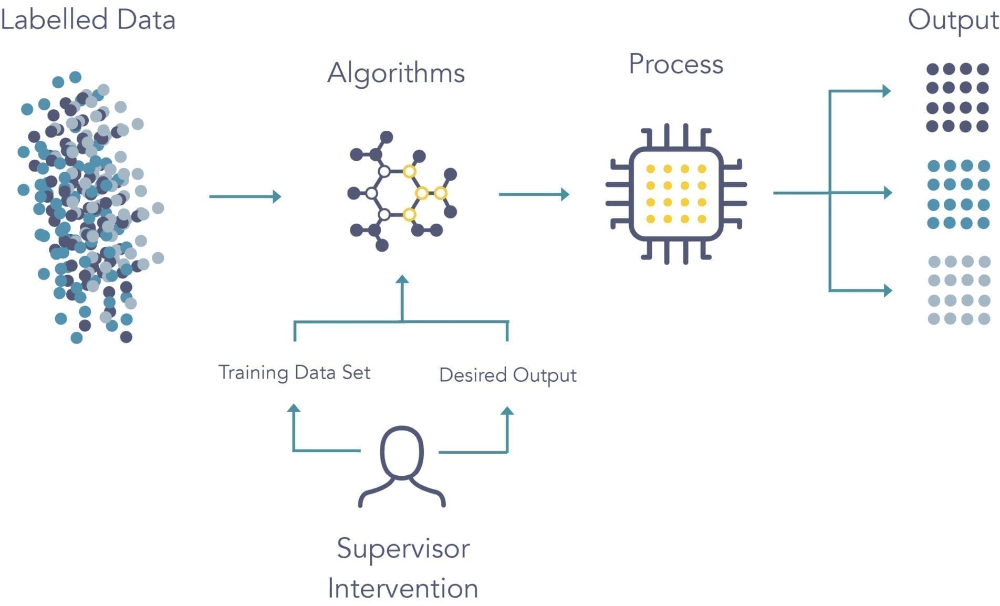 Labelled Data
Output
Algorithms
Process
Training Data Set
Desired Output
Supervisor
Intervention